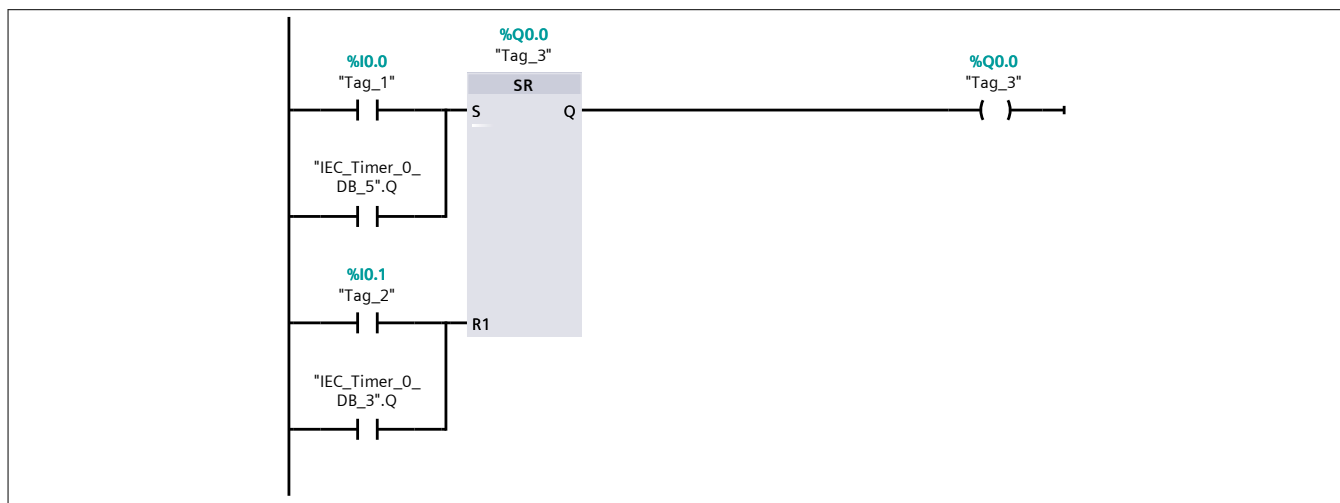 %Q0.0
"Tag_3"
%I0.0
"Tag_1"
%Q0.0
"Tag_3"
SR
S
Q
"IEC_Timer_0_
DB_5".Q
%I0.1
"Tag_2"
R1
"IEC_Timer_0_
DB_3".Q